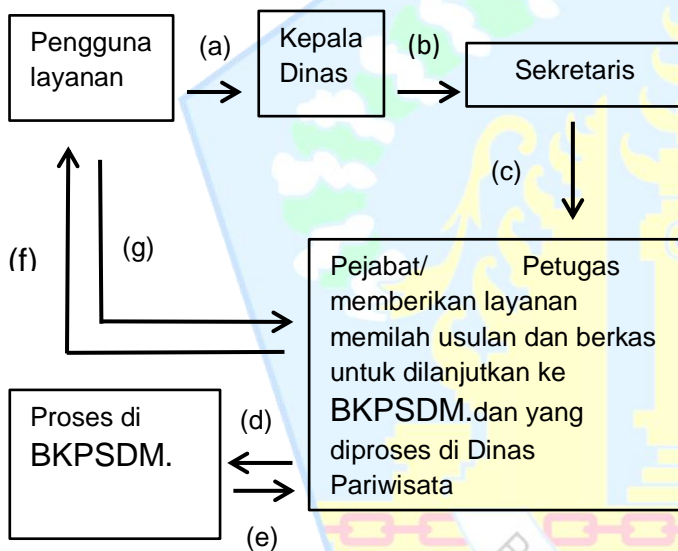 Pengguna
layanan
(a)
Kepala
Dinas
(b)
Sekretaris
(c)
(f)
(g)
Pejabat/ Petugas
memberikan layanan
memilah usulan dan berkas
untuk dilanjutkan ke
BKPSDM.dan yang
diproses di Dinas
Pariwisata
Proses di
BKPSDM.
(d)
(e)